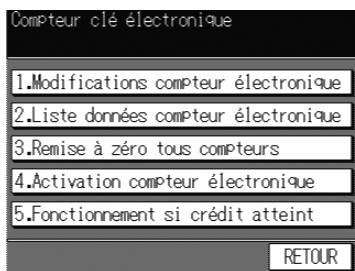 Compteur clé électronique
1.Modifications compteur électronique
2.Liste données compteur électronique
3.Remise à zéro tous compteurs
4.Activation compteur électronique
5.Fonctionnement si crédit atteint
RETOUR